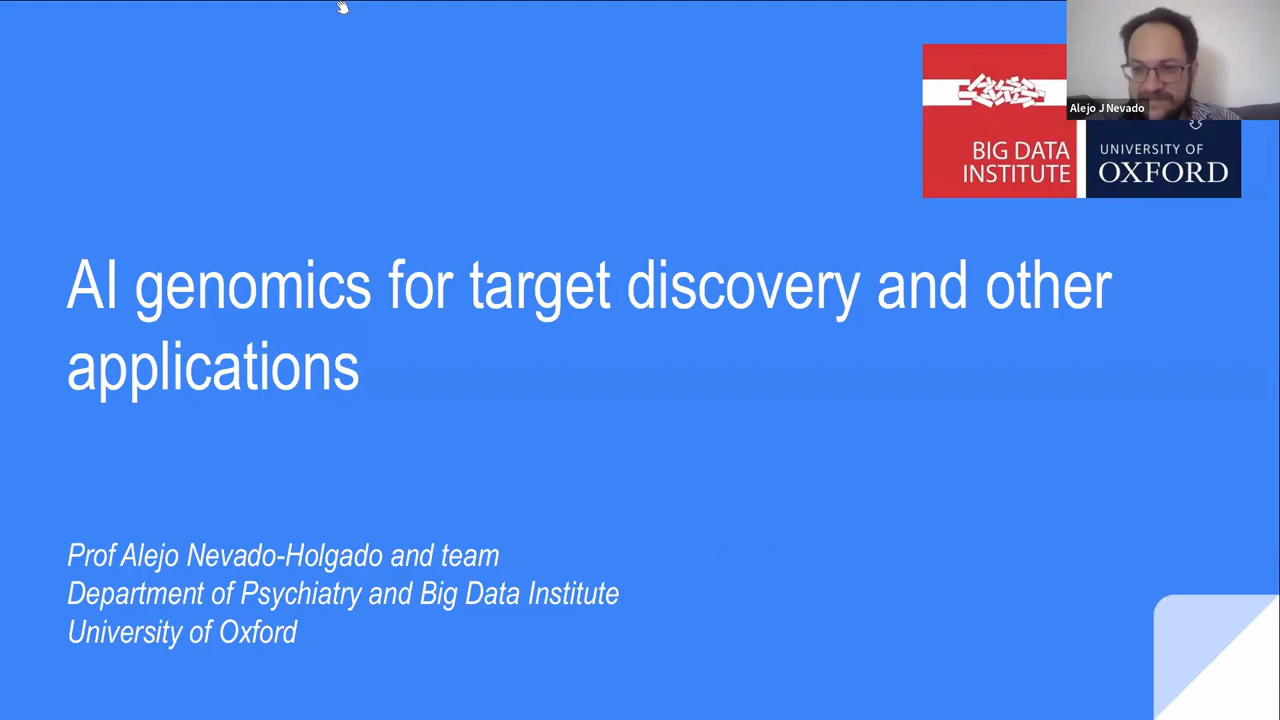 Alejo J Nevado
BIG DATA
INSTITUTE
UNIVERSITY OF
OXFORD
AI genomics for target discovery and other
applications
Prof Alejo Nevado-Holgado and team
Department of Psychiatry and Big Data Institute
University of Oxford